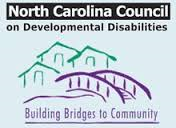 North Carolina Council
on Developmental Disabilities
Building Bridges to Community